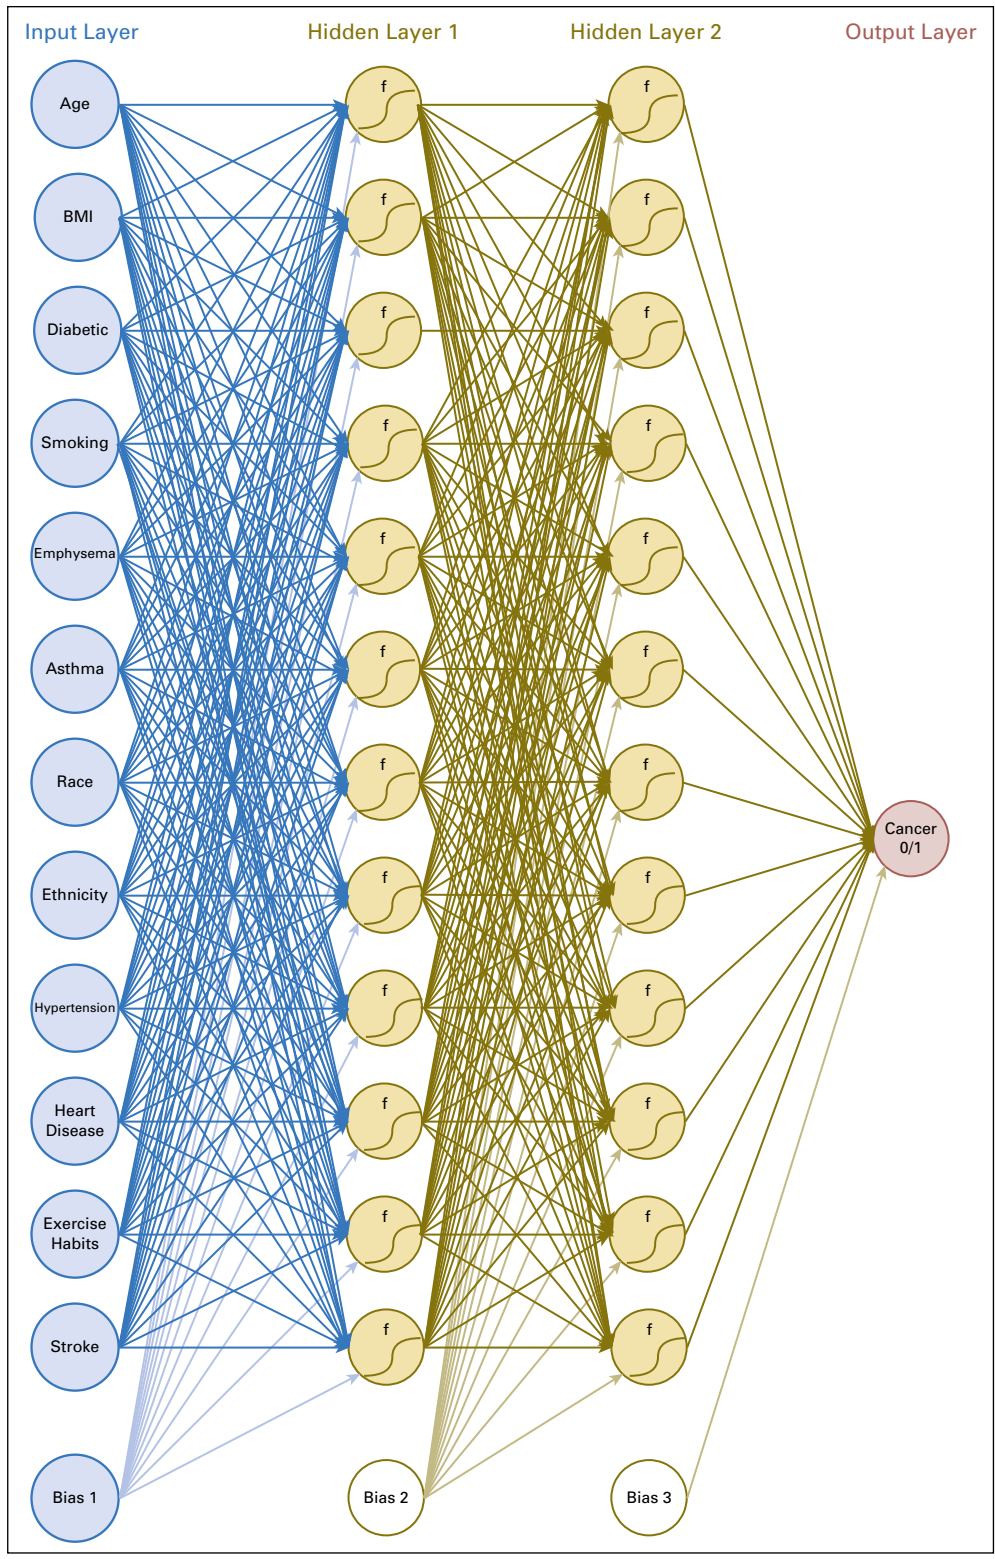 Input Layer
Hidden Layer 1
Hidden Layer 2
Output Layer
Age
f
f
BMI
f
f
Diabetic
f
f
Smoking
f
f
Emphysema
f
f
Asthma
f
f
Race
f
f
Cancer
0/1
Ethnicity
f
f
Hypertension
f
f
Heart
Disease
f
f
Exercise
Habits
f
f
Stroke
f
f
Bias 1
Bias 2
Bias 3